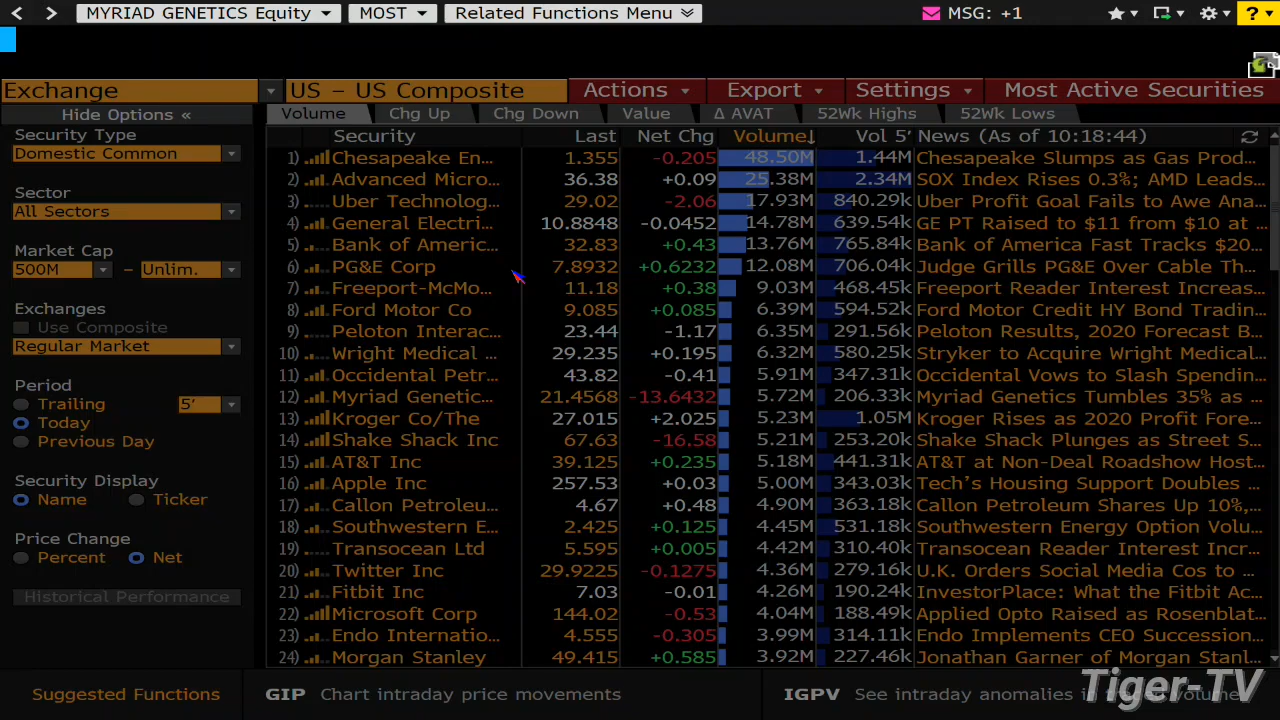 < > MYRIAD GENETICS Equity MOST Related Functions Menu MSG: +1 ?
Exchange US - US Composite Actions Export Settings Most Active Securities
Hide Options « Volume Chg Up Chg Down Value Δ AVAT 52Wk Highs 52Wk Lows
Security Type
Domestic Common
Sector
All Sectors
Market Cap
500M - Unlim.
Exchanges
Use Composite
Regular Market
Period
Trailing 5'
Today
Previous Day
Security Display
Name Ticker
Price Change
Percent Net
Historical Performance
Security Last Net Chg Volume↓ Vol 5' News (As of 10:18:44)
1) Chesapeake En... 1.355 -0.205 48.50M 1.44M Chesapeake Slumps as Gas Prod...
2) Advanced Micro... 36.38 +0.09 25.38M 2.34M SOX Index Rises 0.3%; AMD Leads...
3) Uber Technolog... 29.02 -2.06 17.93M 840.29k Uber Profit Goal Fails to Awe Ana...
4) General Electri... 10.8848 -0.0452 14.78M 639.54k GE PT Raised to $11 from $10 at ...
5) Bank of Americ... 32.83 +0.43 13.76M 765.84k Bank of America Fast Tracks $20...
6) PG&E Corp 7.8932 +0.6232 12.08M 706.04k Judge Grills PG&E Over Cable Th...
7) Freeport-McMo... 11.18 +0.38 9.03M 468.45k Freeport Reader Interest Increas...
8) Ford Motor Co 9.085 +0.085 6.39M 594.52k Ford Motor Credit HY Bond Tradin...
9) Peloton Interac... 23.44 -1.17 6.35M 291.56k Peloton Results, 2020 Forecast B...
10) Wright Medical ... 29.235 +0.195 6.32M 580.25k Stryker to Acquire Wright Medical...
11) Occidental Petr... 43.82 -0.41 5.91M 347.31k Occidental Vows to Slash Spendin...
12) Myriad Genetic... 21.4568 -13.6432 5.72M 206.33k Myriad Genetics Tumbles 35% as ...
13) Kroger Co/The 27.015 +2.025 5.23M 1.05M Kroger Rises as 2020 Profit Fore...
14) Shake Shack Inc 67.63 -16.58 5.21M 253.20k Shake Shack Plunges as Street S...
15) AT&T Inc 39.125 +0.235 5.18M 441.31k AT&T at Non-Deal Roadshow Host...
16) Apple Inc 257.53 +0.03 5.00M 343.03k Tech's Housing Support Doubles ...
17) Callon Petroleu... 4.67 +0.48 4.90M 363.18k Callon Petroleum Shares Up 10%,...
18) Southwestern E... 2.425 +0.125 4.45M 531.18k Southwestern Energy Option Volu...
19) Transocean Ltd 5.595 +0.005 4.42M 310.40k Transocean Reader Interest Incr...
20) Twitter Inc 29.9225 -0.1275 4.36M 279.16k U.K. Orders Social Media Cos to ...
21) Fitbit Inc 7.03 -0.01 4.26M 190.24k InvestorPlace: What the Fitbit Ac...
22) Microsoft Corp 144.02 -0.53 4.04M 188.49k Applied Opto Raised as Rosenblat...
23) Endo Internatio... 4.555 -0.305 3.99M 314.11k Endo Implements CEO Succession...
24) Morgan Stanley 49.415 +0.585 3.92M 227.46k Jonathan Garner of Morgan Stanl...
Suggested Functions GIP Chart intraday price movements IGPV See intraday anomalies in traded volume
Tiger-TV